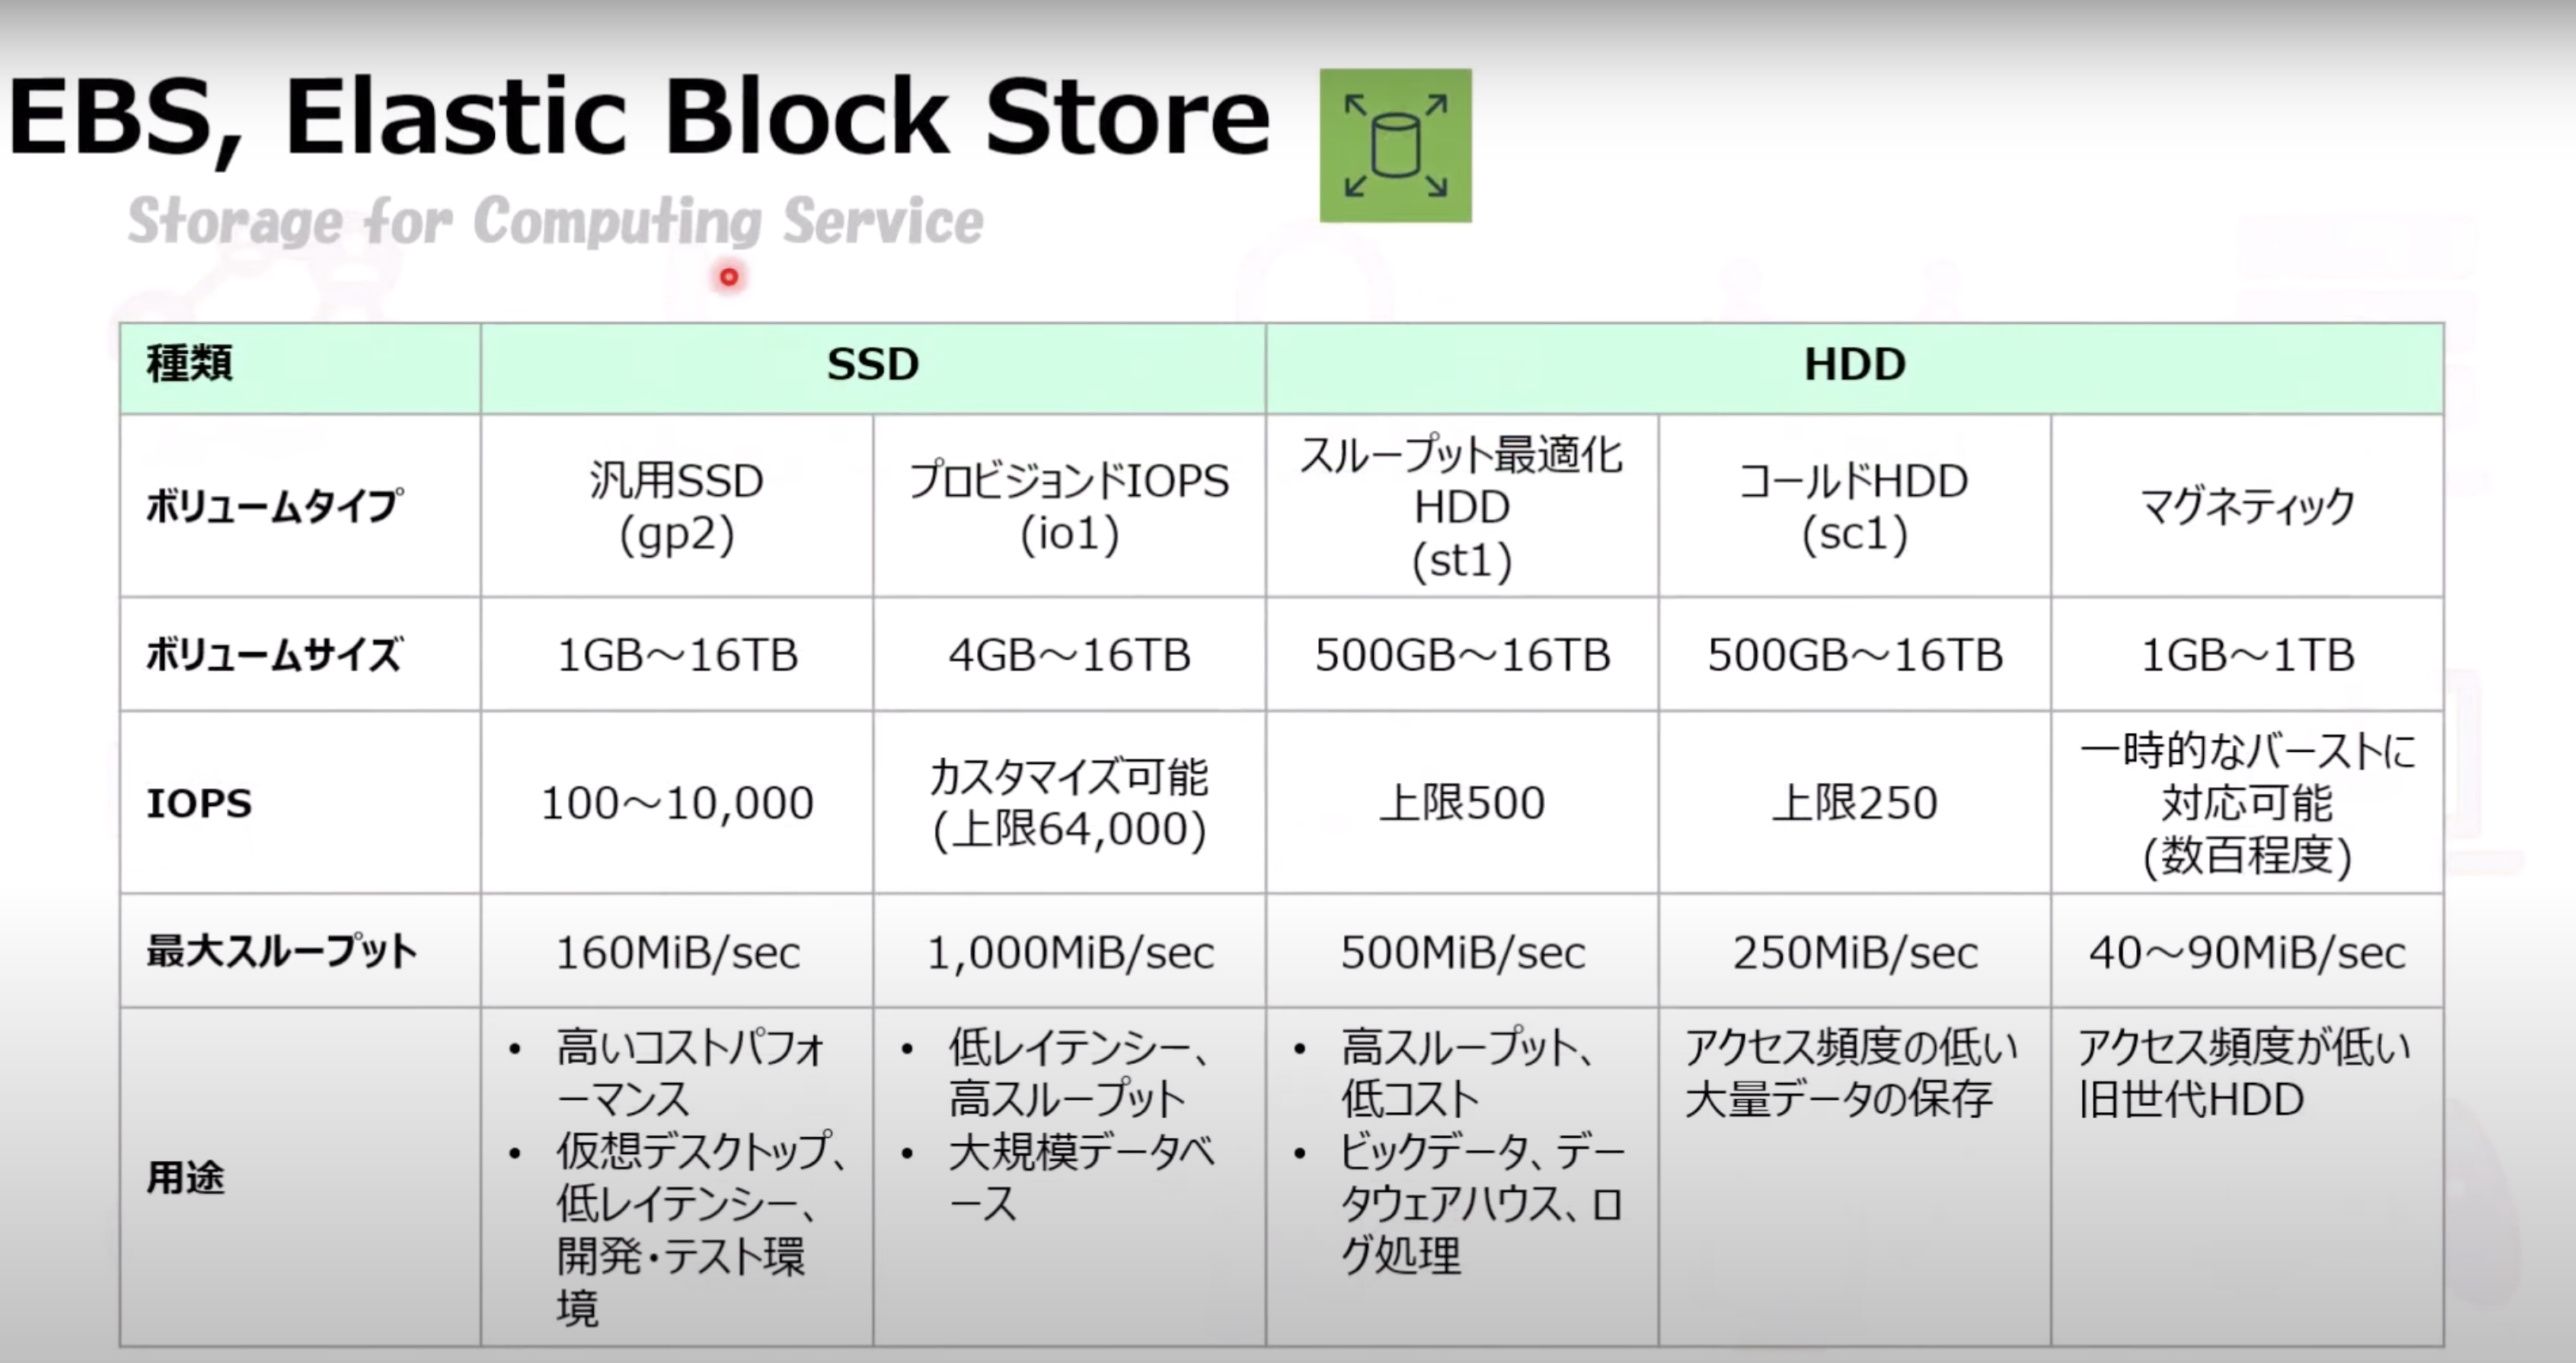 EBS, Elastic Block Store
Storage for Computing Service
種類
SSD
HDD
ボリュームタイプ
汎用SSD
(gp2)
プロビジョンドIOPS
(io1)
スループット最適化
HDD
(st1)
コールドHDD
(sc1)
マグネティック
ボリュームサイズ
1GB～16TB
4GB～16TB
500GB～16TB
500GB～16TB
1GB～1TB
IOPS
100～10,000
カスタマイズ可能
(上限64,000)
上限500
上限250
一時的なバーストに
対応可能
(数百程度)
最大スループット
160MiB/sec
1,000MiB/sec
500MiB/sec
250MiB/sec
40～90MiB/sec
用途
• 高いコストパフォ
ーマンス
• 仮想デスクトップ、
低レイテンシー、
開発・テスト環
境
• 低レイテンシー、
高スループット
• 大規模データベ
ース
• 高スループット、
低コスト
• ビックデータ、デー
タウェアハウス、ロ
グ処理
アクセス頻度の低い
大量データの保存
アクセス頻度が低い
旧世代HDD